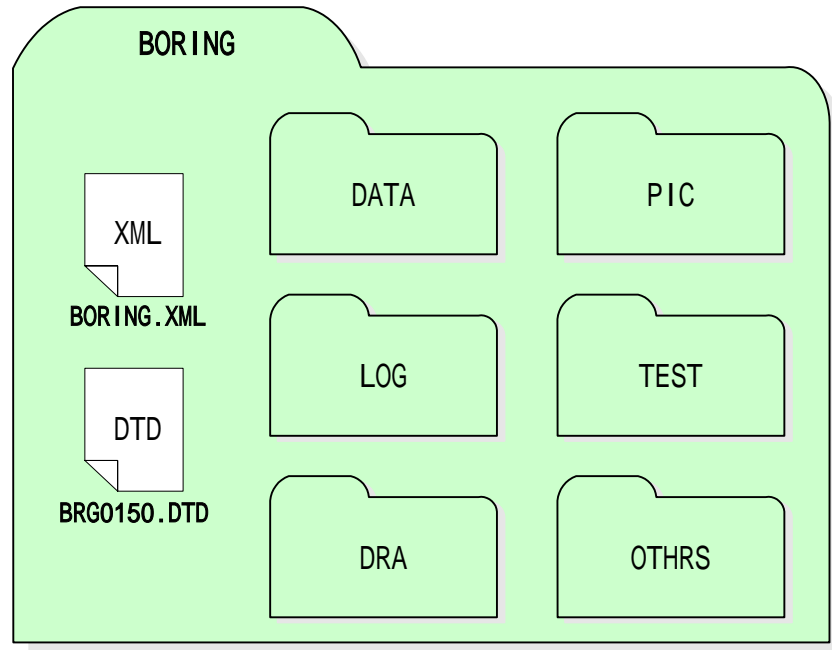 BORING
XML
BORING.XML
DTD
BRG0150.DTD
DATA
PIC
LOG
TEST
DRA
OTHRS